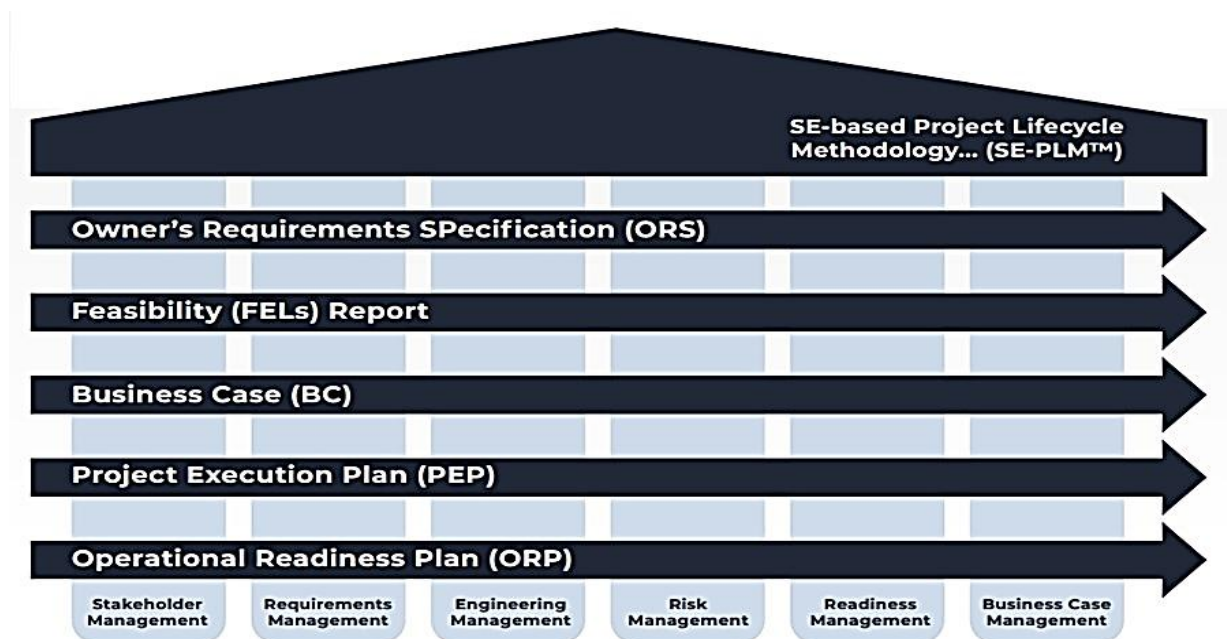 SE-based Project Lifecycle
Methodology... (SE-PLM™)
Owner’s Requirements SPecification (ORS)
Feasibility (FELs) Report
Business Case (BC)
Project Execution Plan (PEP)
Operational Readiness Plan (ORP)
Stakeholder
Management
Requirements
Management
Engineering
Management
Risk
Management
Readiness
Management
Business Case
Management